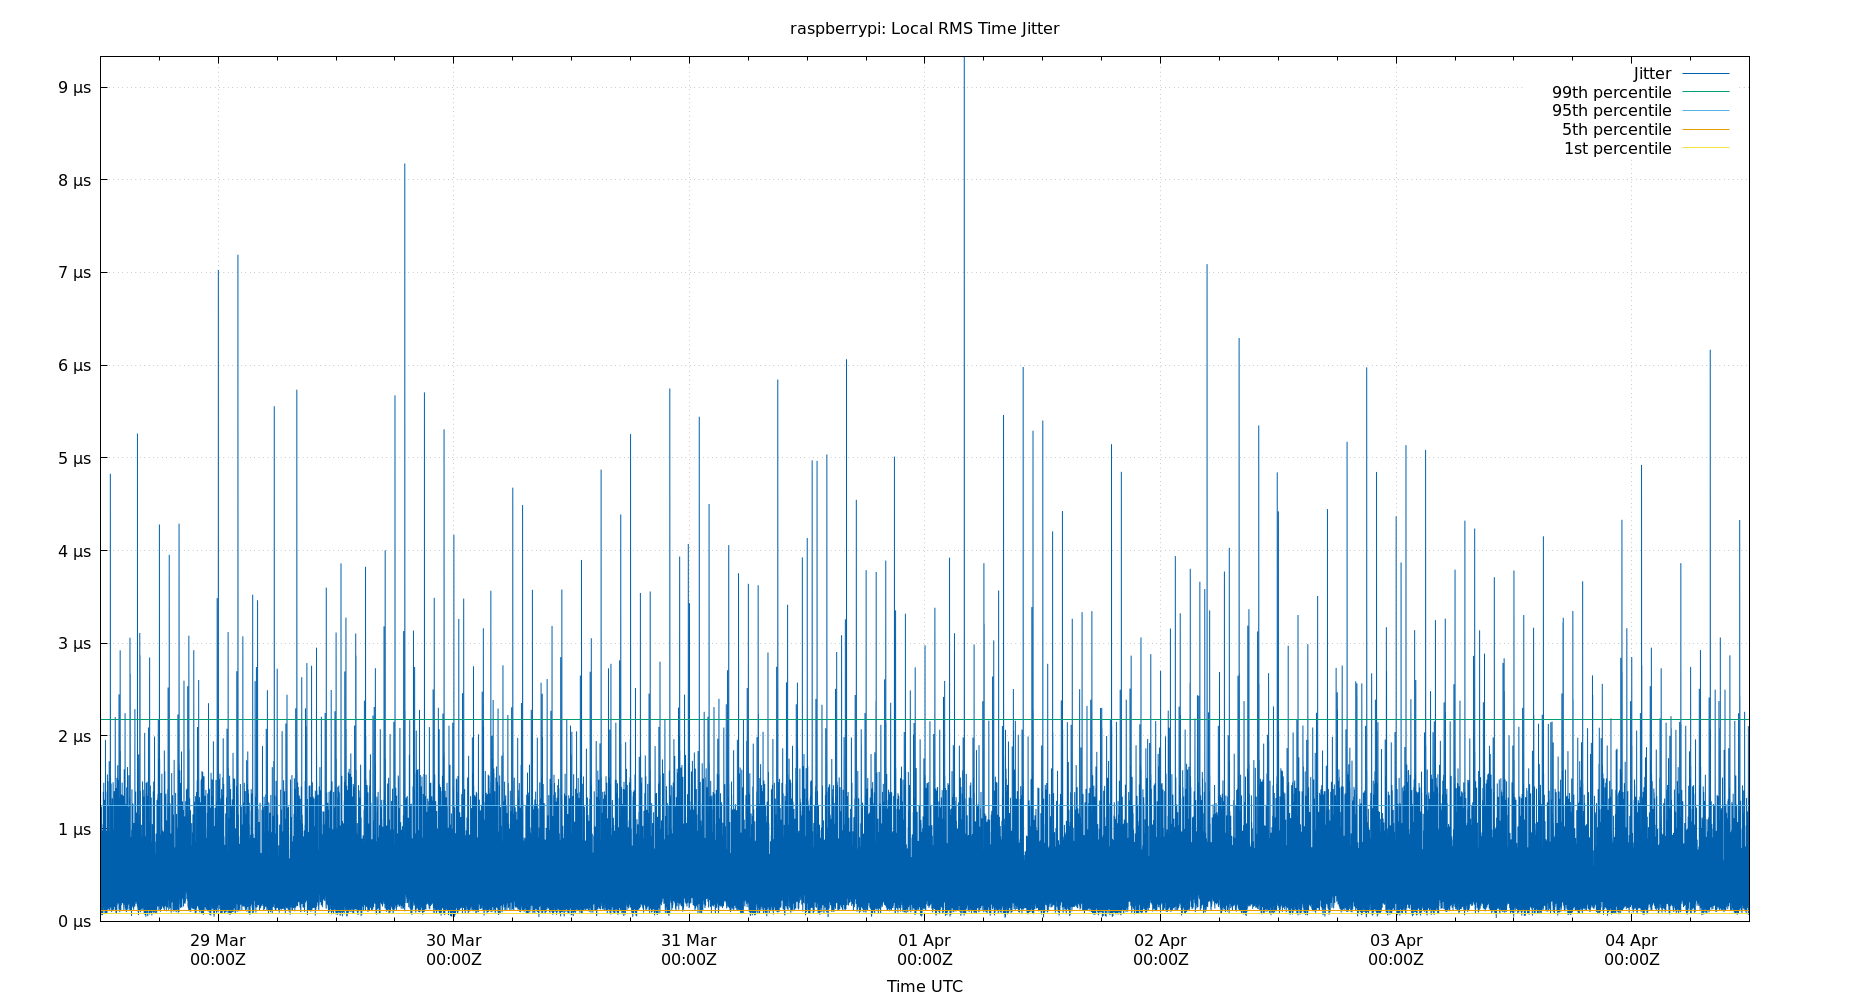 raspberrypi: Local RMS Time Jitter
Jitter
99th percentile
95th percentile
5th percentile
1st percentile
9 µs
8 µs
7 µs
6 µs
5 µs
4 µs
3 µs
2 µs
1 µs
0 µs
29 Mar 30 Mar 31 Mar 01 Apr 02 Apr 03 Apr 04 Apr
00:00Z 00:00Z 00:00Z 00:00Z 00:00Z 00:00Z 00:00Z
Time UTC